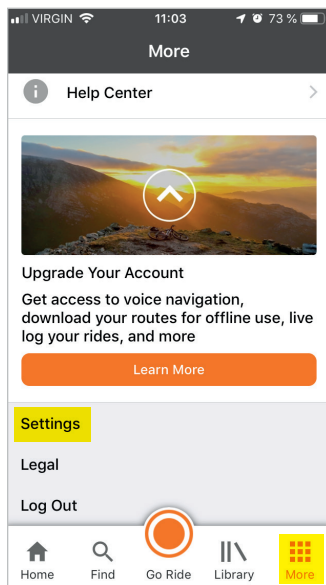 VIRGIN 11:03 73 %
More
Help Center
Upgrade Your Account
Get access to voice navigation,
download your routes for offline use, live
log your rides, and more
Learn More
Settings
Legal
Log Out
Home Find Go Ride Library More